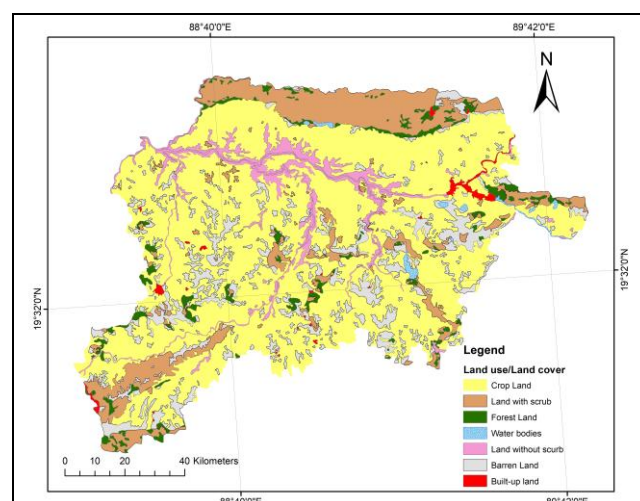 88°40'0"E 89°42'0"E
N
19°32'0"N
19°32'0"N
Legend
Land use/Land cover
Crop Land
Land with scrub
Forest Land
Water bodies
Land without scurb
Barren Land
Built-up land
0 10 20 40 Kilometers